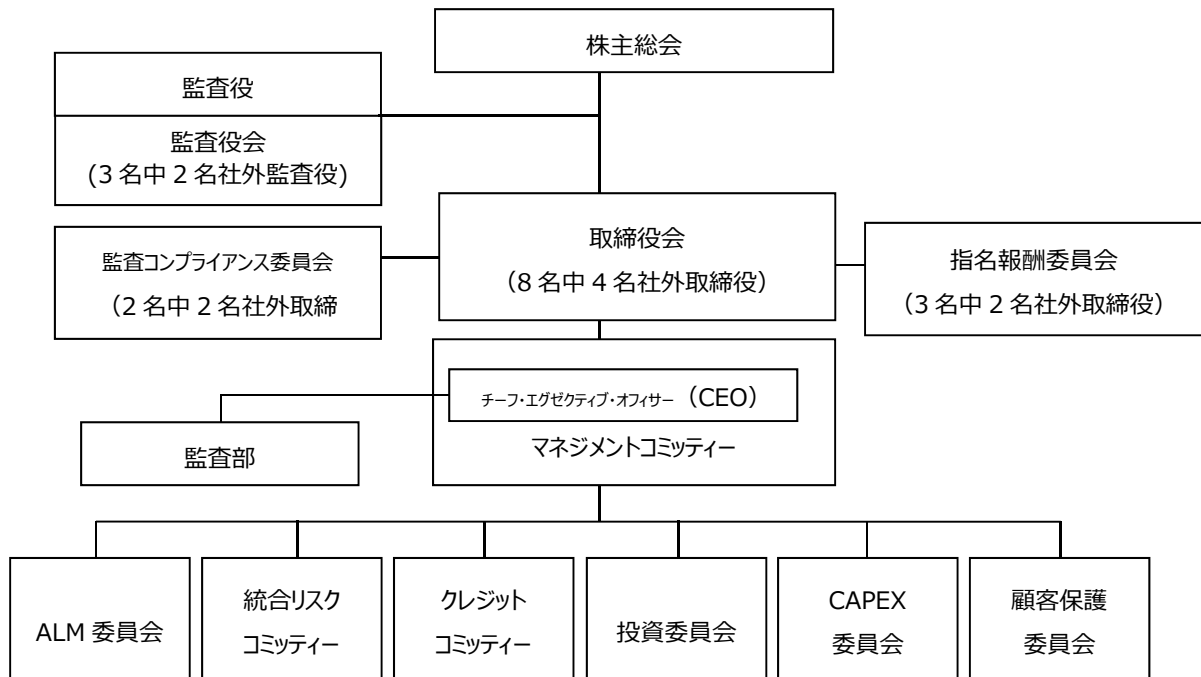 株主総会
監査役
監査役会
(3 名中 2 名社外監査役)
取締役会
（8 名中 4 名社外取締役）
監査コンプライアンス委員会
（2 名中 2 名社外取締
指名報酬委員会
（3 名中 2 名社外取締役）
チーフ・エグゼクティブ・オフィサー（CEO）
マネジメントコミッティー
監査部
ALM 委員会
統合リスク
コミッティー
クレジット
コミッティー
投資委員会
CAPEX
委員会
顧客保護
委員会